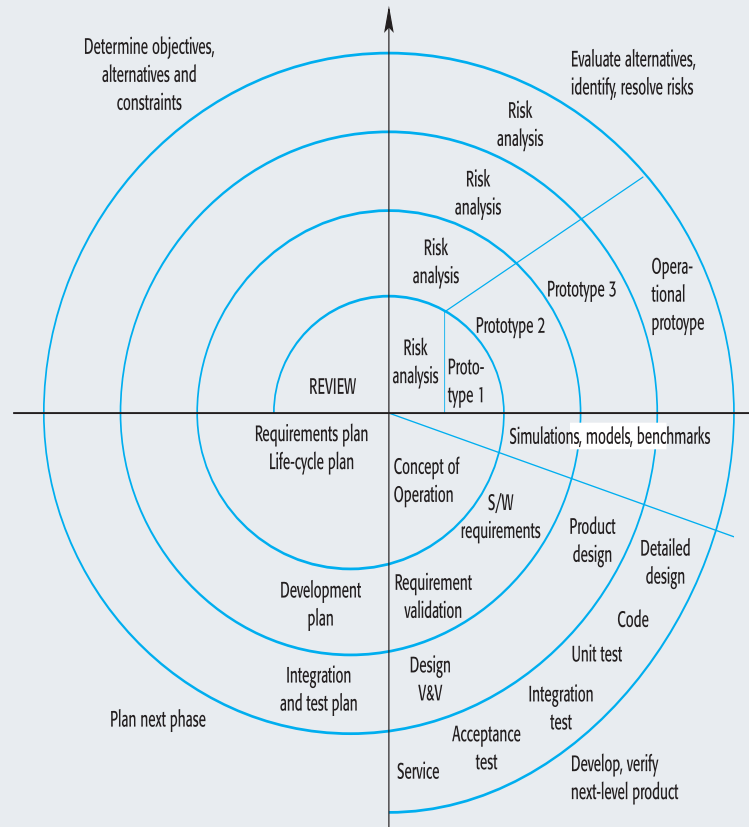 Determine objectives,
alternatives and
constraints
Evaluate alternatives,
identify, resolve risks
Risk
analysis
Risk
analysis
Risk
analysis
Opera-
tional
protoype
Prototype 3
Prototype 2
Risk
analysis
Proto-
type 1
REVIEW
Requirements plan
Life-cycle plan
Simulations, models, benchmarks
Concept of
Operation
S/W
requirements
Product
design
Detailed
design
Development
plan
Requirement
validation
Code
Unit test
Integration
and test plan
Design
V&V
Integration
test
Plan next phase
Acceptance
test
Service
Develop, verify
next-level product